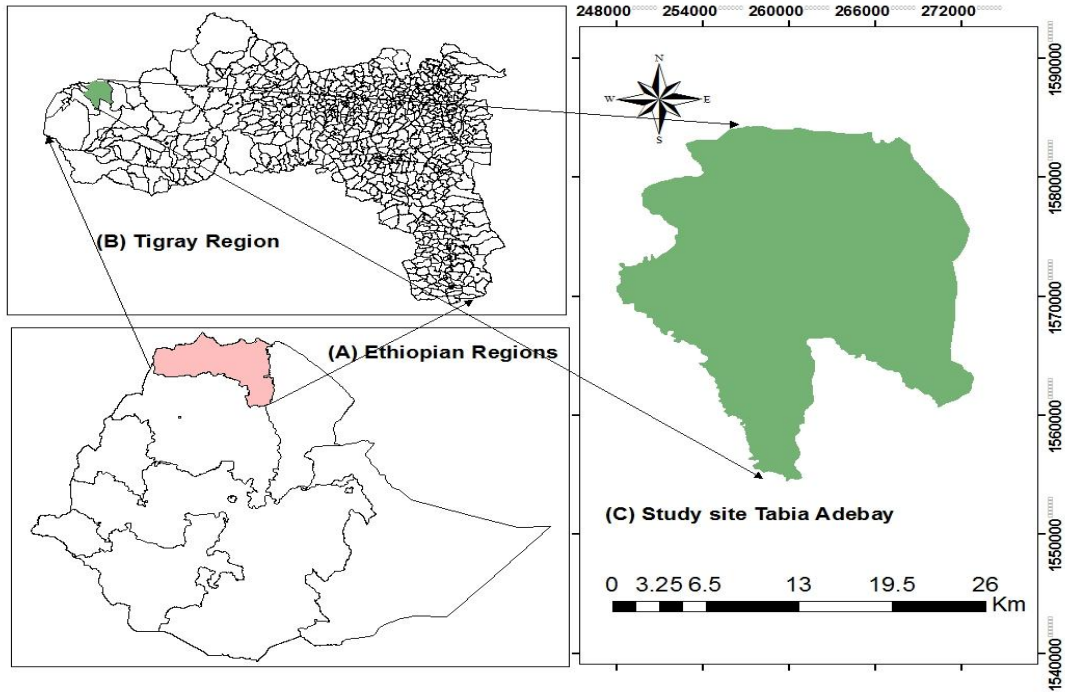 248000 254000 260000 266000 272000
1590000
1580000
1570000
1560000
1550000
1540000
N
W E
S
(B) Tigray Region
(A) Ethiopian Regions
(C) Study site Tabia Adebay
0 3.25 6.5 13 19.5 26
Km